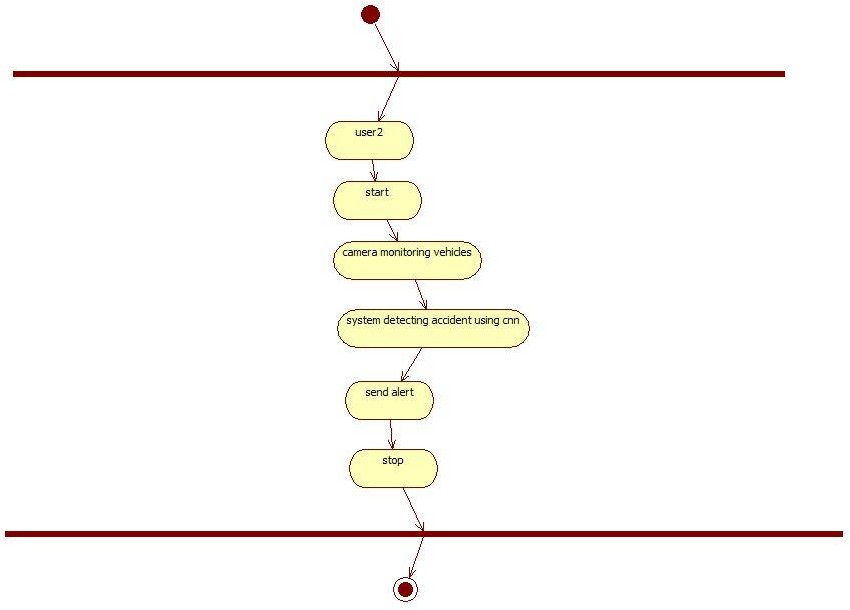 user2
start
camera monitoring vehicles
system detecting accident using cnn
send alert
stop